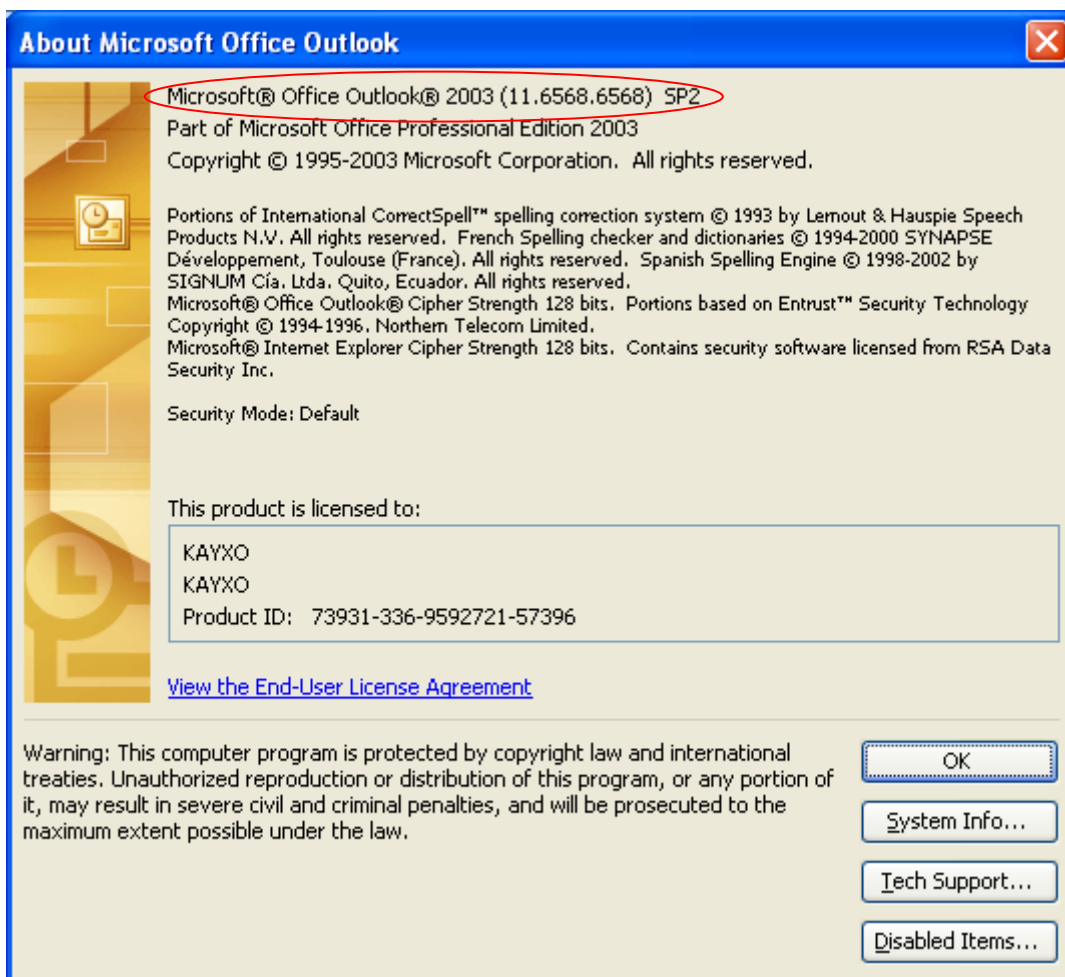 About Microsoft Office Outlook
Microsoft® Office Outlook® 2003 (11.6568.6568) SP2
Part of Microsoft Office Professional Edition 2003
Copyright © 1995-2003 Microsoft Corporation. All rights reserved.
Portions of International CorrectSpell™ spelling correction system © 1993 by Lernout & Hauspie Speech
Products N.V. All rights reserved. French Spelling checker and dictionaries © 1994-2000 SYNAPSE
Développement, Toulouse (France). All rights reserved. Spanish Spelling Engine © 1998-2002 by
SIGNUM Cía. Ltda. Quito, Ecuador. All rights reserved.
Microsoft® Office Outlook® Cipher Strength 128 bits. Portions based on Entrust™ Security Technology
Copyright © 1994-1996. Northern Telecom Limited.
Microsoft® Internet Explorer Cipher Strength 128 bits. Contains security software licensed from RSA Data
Security Inc.
Security Mode: Default
This product is licensed to:
KAYXO
KAYXO
Product ID: 73931-336-9592721-57396
View the End-User License Agreement
Warning: This computer program is protected by copyright law and international
treaties. Unauthorized reproduction or distribution of this program, or any portion of
it, may result in severe civil and criminal penalties, and will be prosecuted to the
maximum extent possible under the law.
OK
System Info...
Tech Support...
Disabled Items...